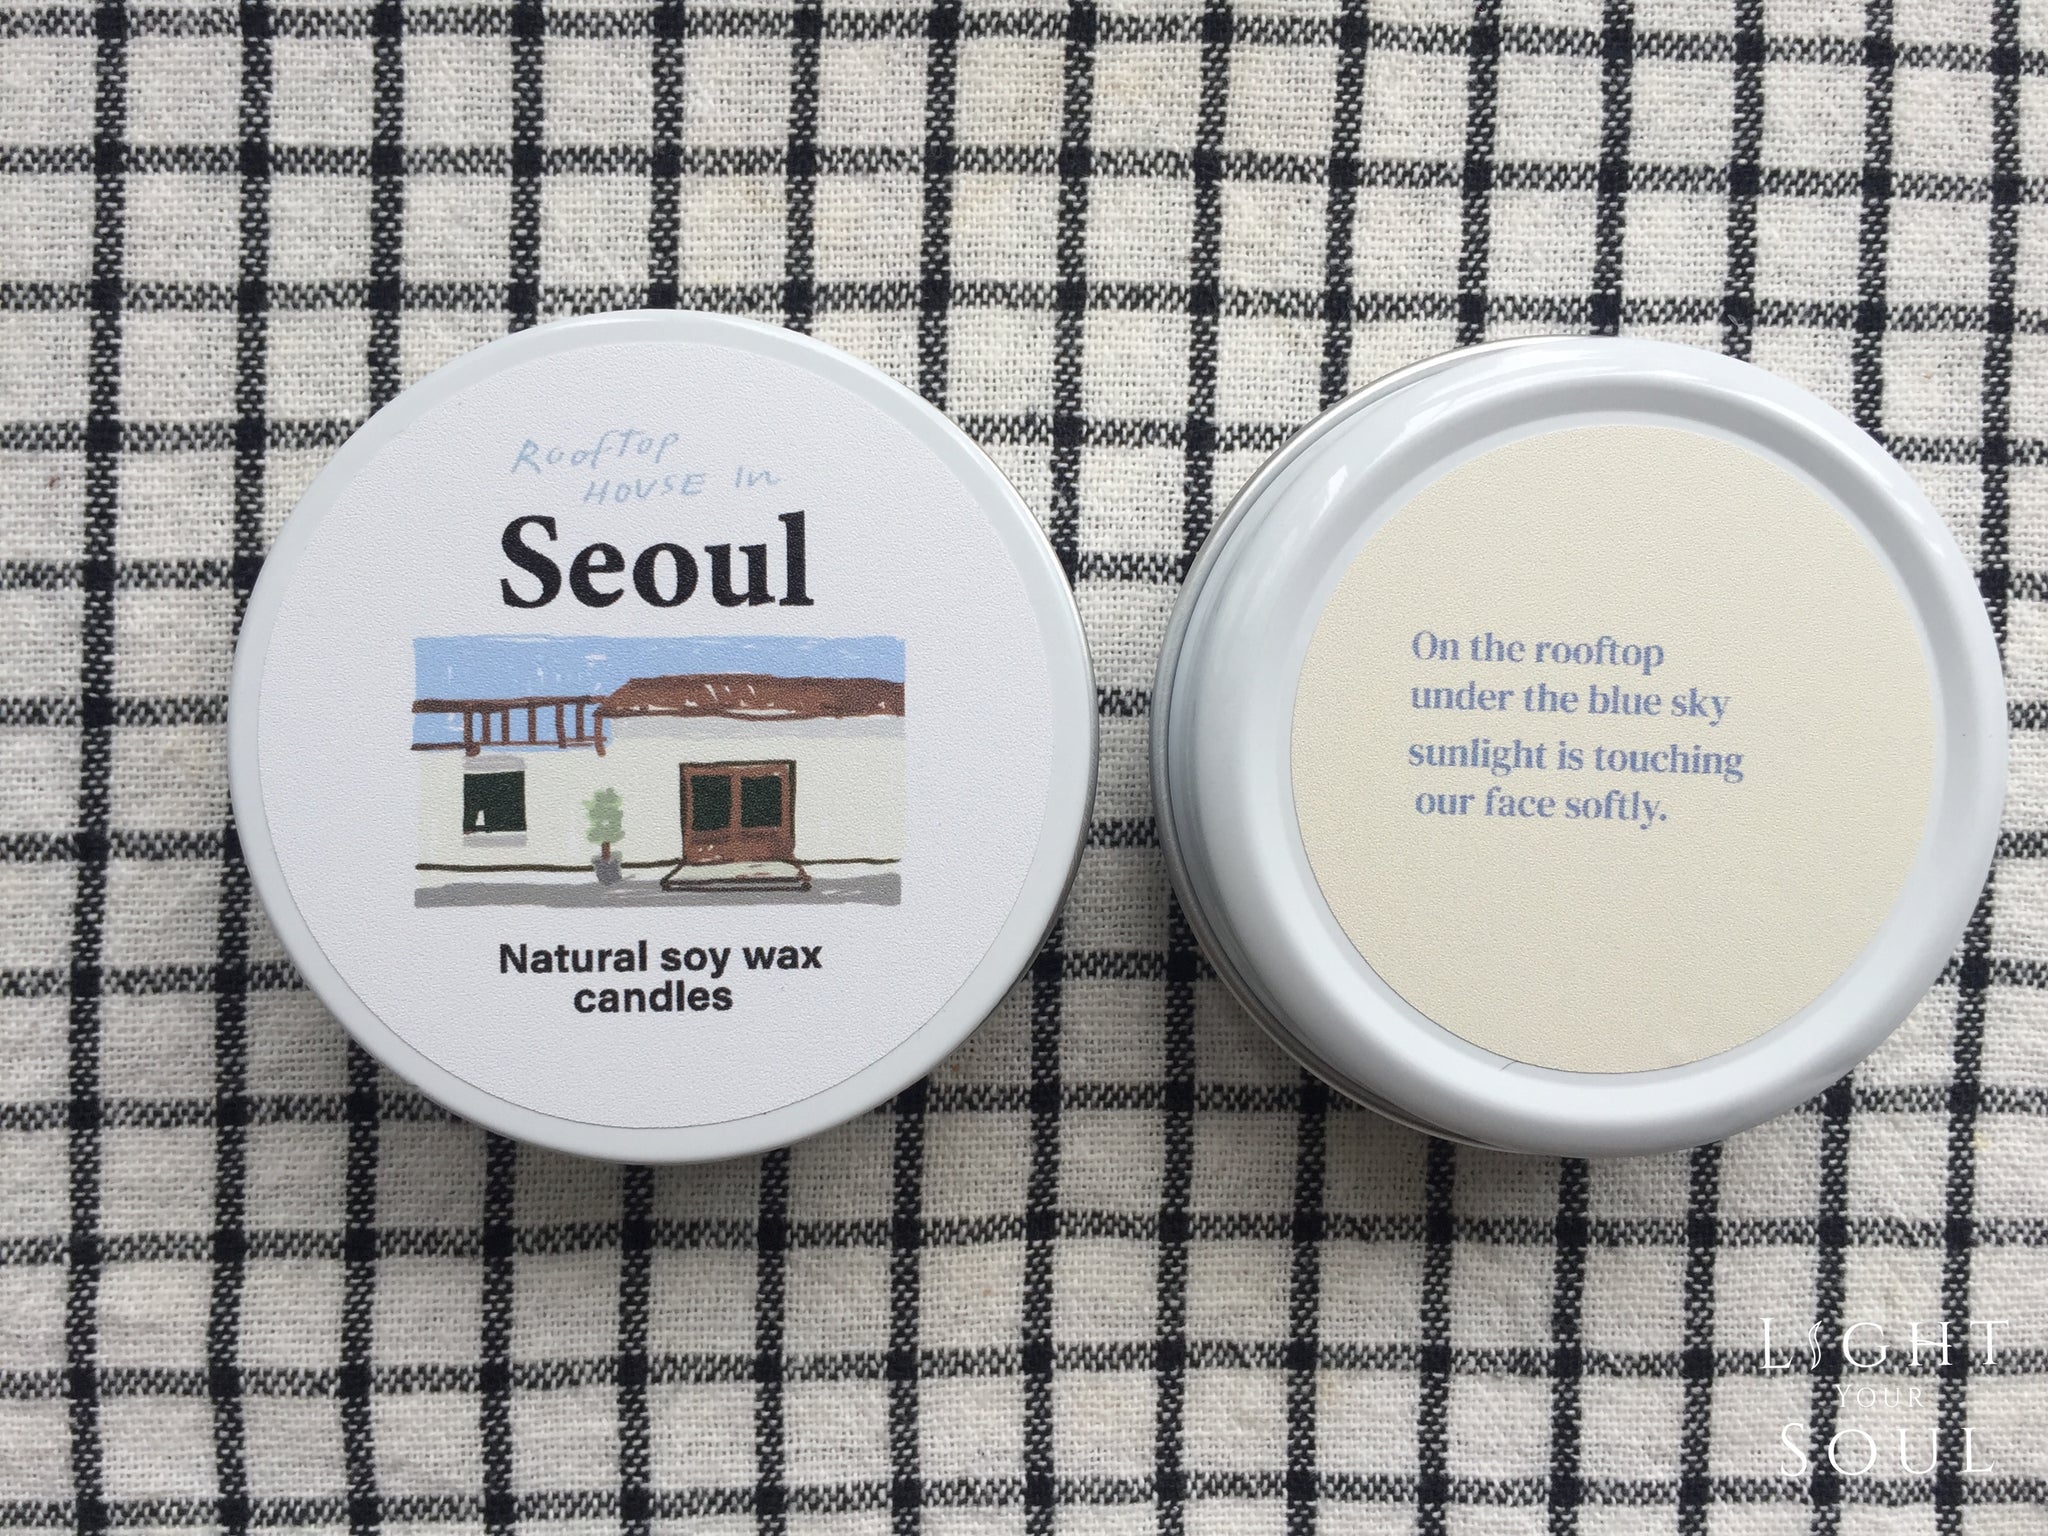 Rooftop
HOUSE In
Seoul
Natural soy wax
candles
On the rooftop
under the blue sky
sunlight is touching
our face softly.
LIGHT
YOUR
SOUL